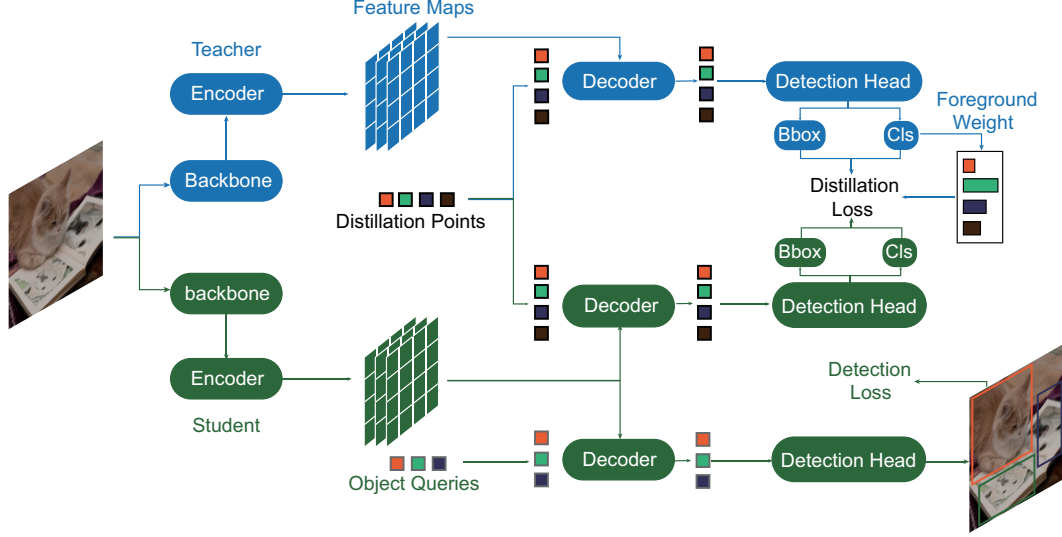 Feature Maps
Teacher
Encoder
Decoder
Detection Head
Foreground
Weight
Bbox
Cls
Backbone
Distillation
Loss
Distillation Points
Bbox
Cls
backbone
Decoder
Detection Head
Encoder
Detection
Loss
Student
Decoder
Detection Head
Object Queries